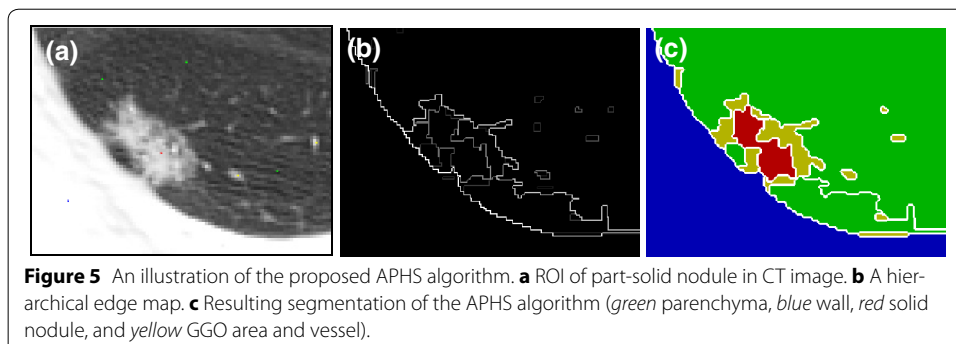 (a) (b) (c)
Figure 5 An illustration of the proposed APHS algorithm. a ROI of part-solid nodule in CT image. b A hier-
archical edge map. c Resulting segmentation of the APHS algorithm (green parenchyma, blue wall, red solid
nodule, and yellow GGO area and vessel).